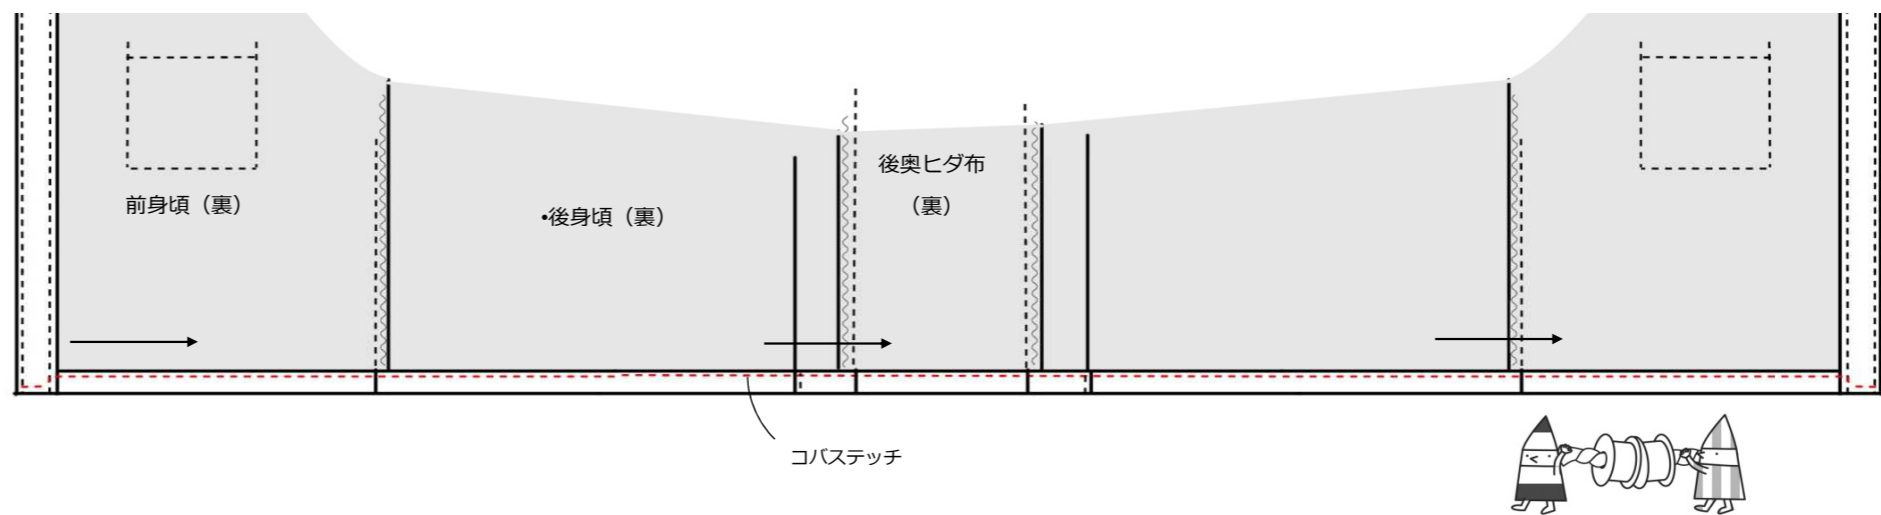 後奥ヒダ布
（裏）
前身頃（裏）
•後身頃（裏）
コバステッチ